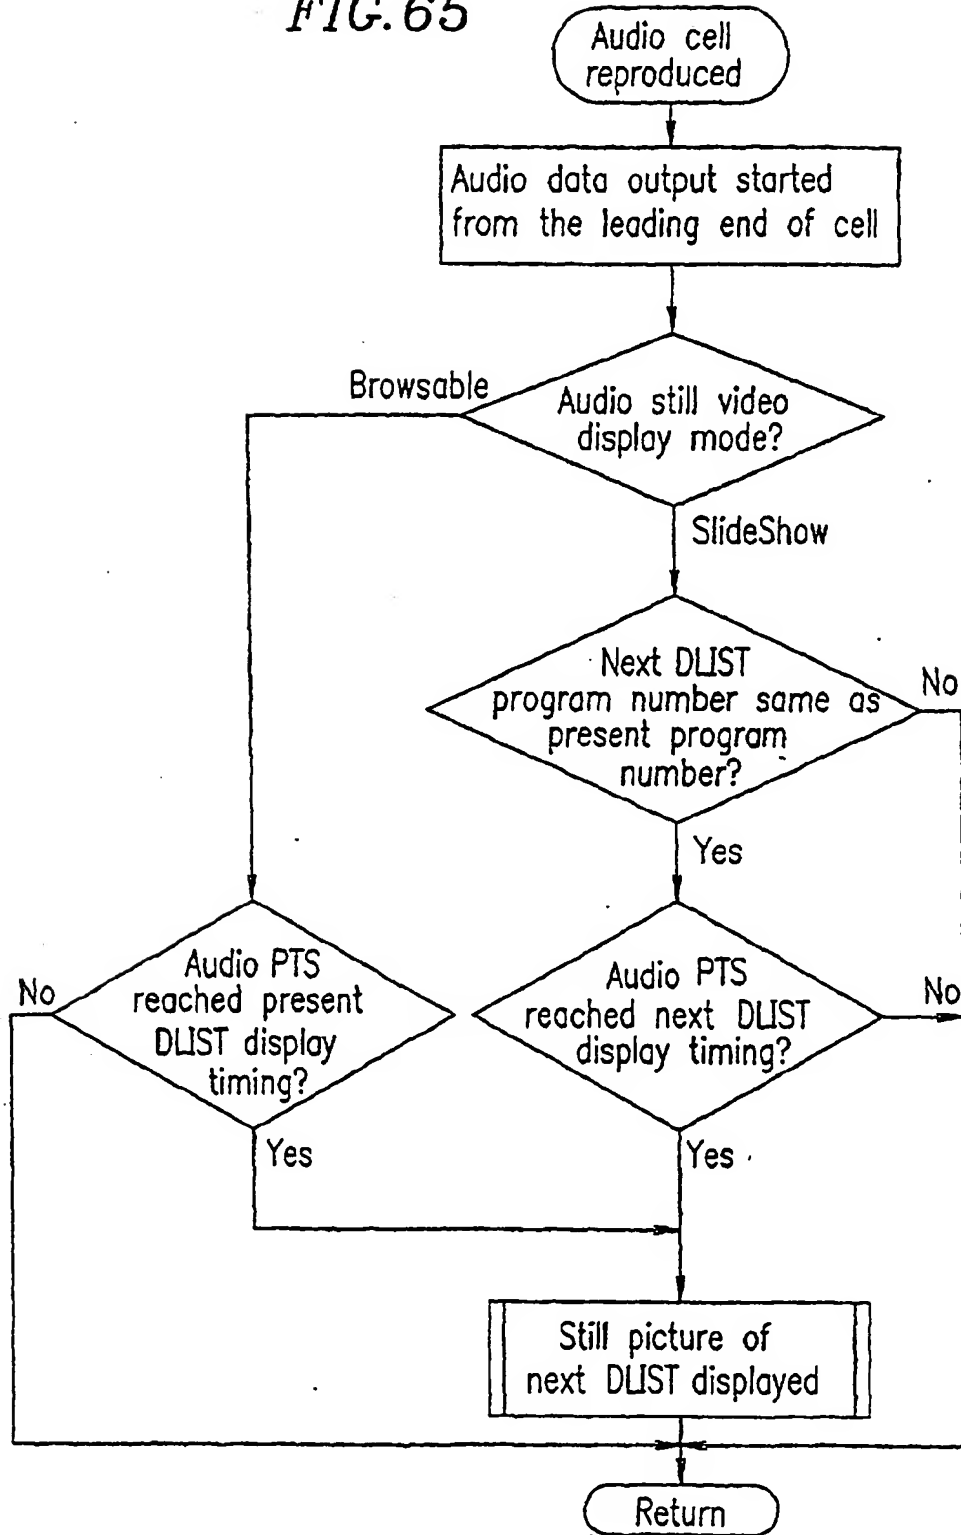 FIG. 65
Audio cell
reproduced
Audio data output started
from the leading end of cell
Browsable
Audio still video
display mode?
SlideShow
Next DLIST
program number same as
present program
number?
No
Yes
Audio PTS
reached present
DLIST display
timing?
No
Yes
Audio PTS
reached next DLIST
display timing?
No
Yes
Still picture of
next DLIST displayed
Return